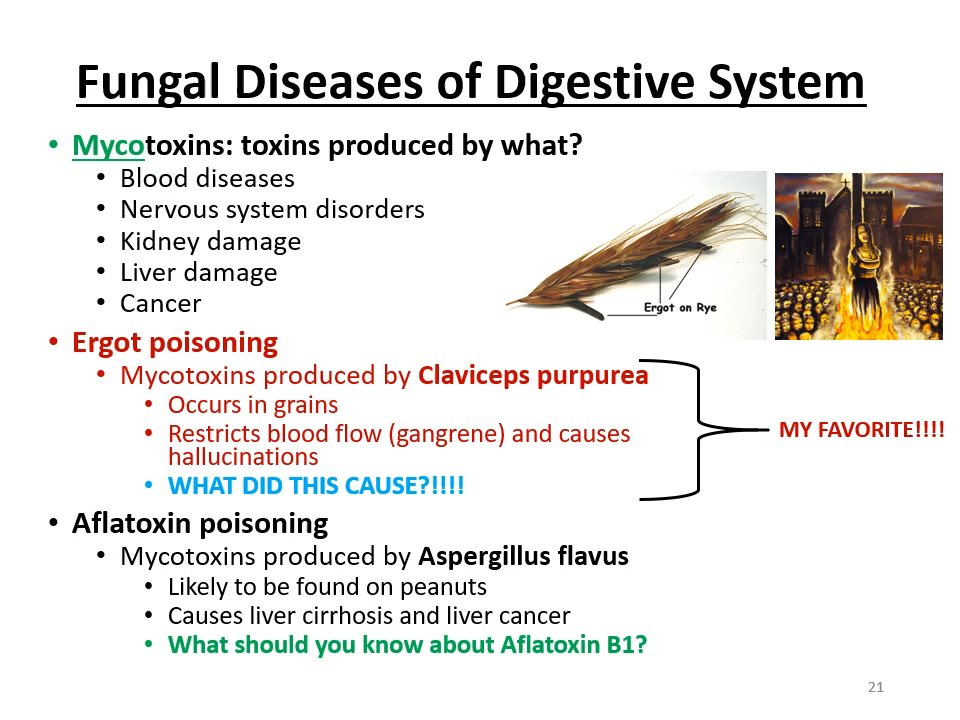 Fungal Diseases of Digestive System
• Mycotoxins: toxins produced by what?
• Blood diseases
• Nervous system disorders
• Kidney damage
• Liver damage
• Cancer
Ergot on Rye
• Ergot poisoning
• Mycotoxins produced by Claviceps purpurea
• Occurs in grains
• Restricts blood flow (gangrene) and causes
hallucinations
• WHAT DID THIS CAUSE?!!!!
MY FAVORITE!!!!
• Aflatoxin poisoning
• Mycotoxins produced by Aspergillus flavus
• Likely to be found on peanuts
• Causes liver cirrhosis and liver cancer
• What should you know about Aflatoxin B1?
21